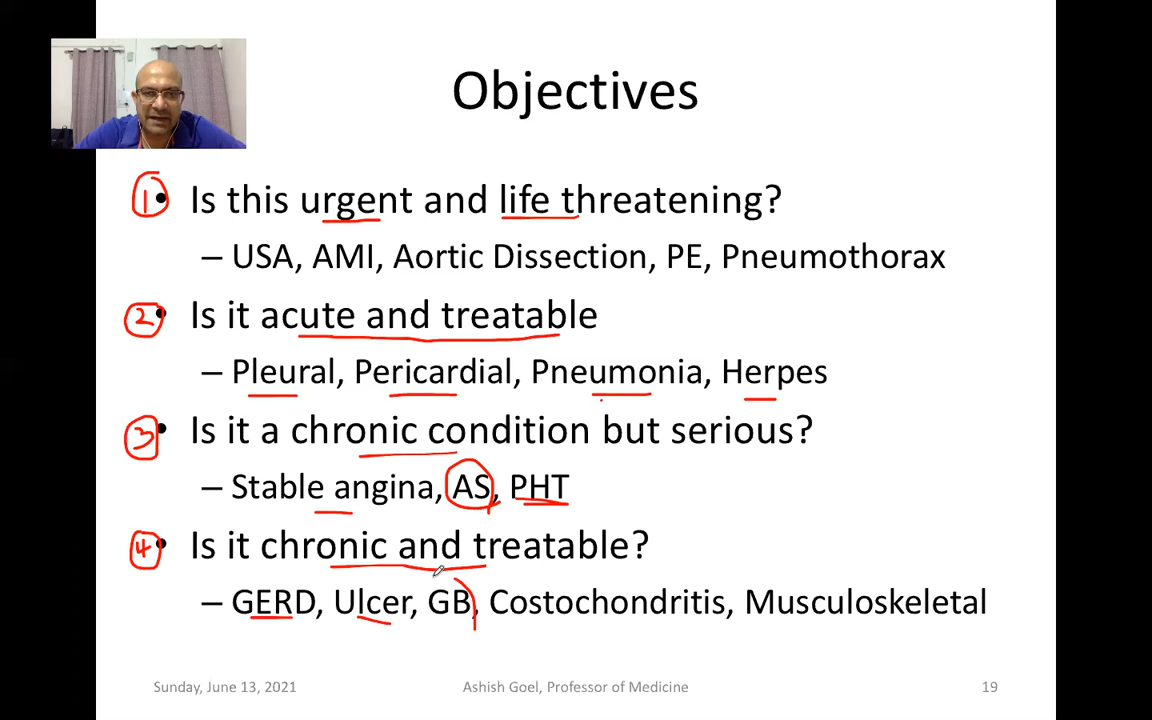 Objectives
1 • Is this urgent and life threatening?
– USA, AMI, Aortic Dissection, PE, Pneumothorax
2 • Is it acute and treatable
– Pleural, Pericardial, Pneumonia, Herpes
3 • Is it a chronic condition but serious?
– Stable angina, AS, PHT
4 • Is it chronic and treatable?
– GERD, Ulcer, GB, Costochondritis, Musculoskeletal
Sunday, June 13, 2021 Ashish Goel, Professor of Medicine 19